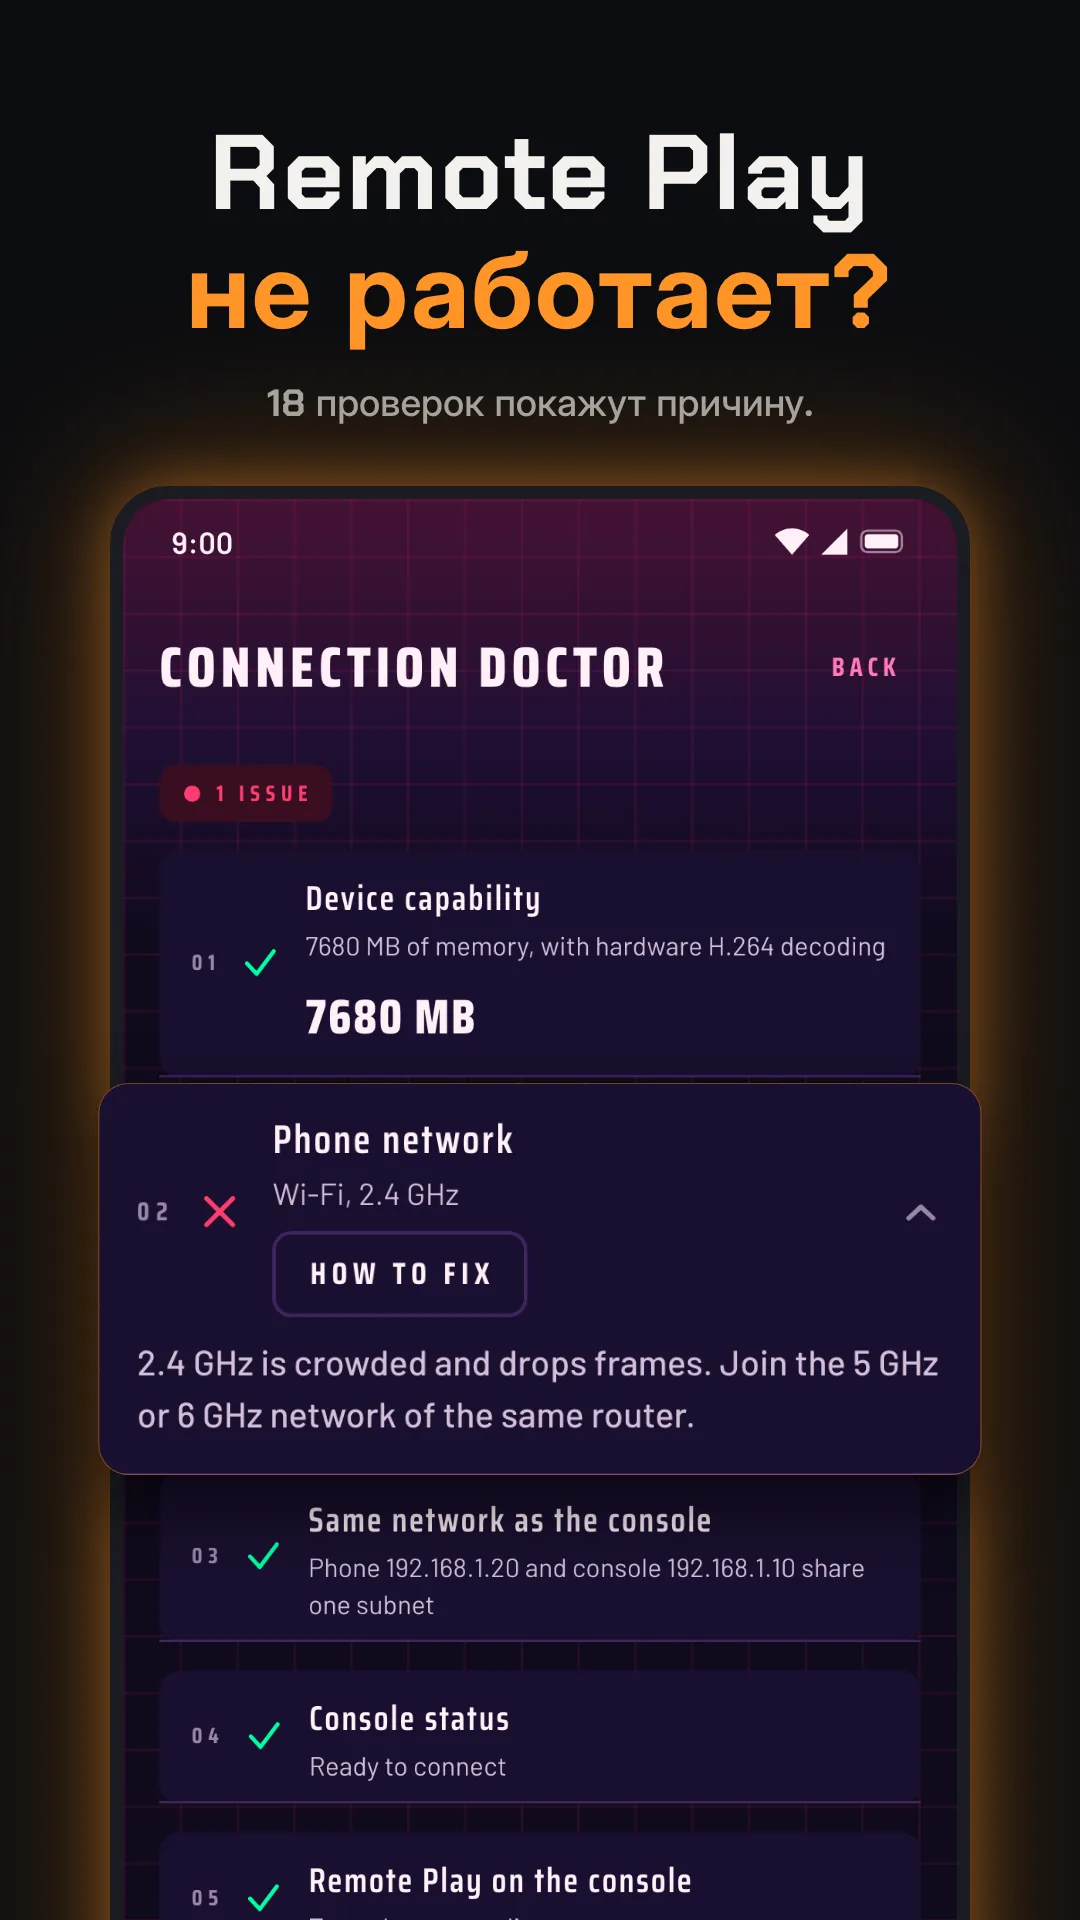 Remote Play
не работает?
18 проверок покажут причину.
9:00
CONNECTION DOCTOR
BACK
1 ISSUE
Device capability
7680 MB of memory, with hardware H.264 decoding
01
7680 MB
Phone network
Wi-Fi, 2.4 GHz
02
HOW TO FIX
2.4 GHz is crowded and drops frames. Join the 5 GHz
or 6 GHz network of the same router.
Same network as the console
03
Phone 192.168.1.20 and console 192.168.1.10 share
one subnet
Console status
04
Ready to connect
Remote Play on the console
05